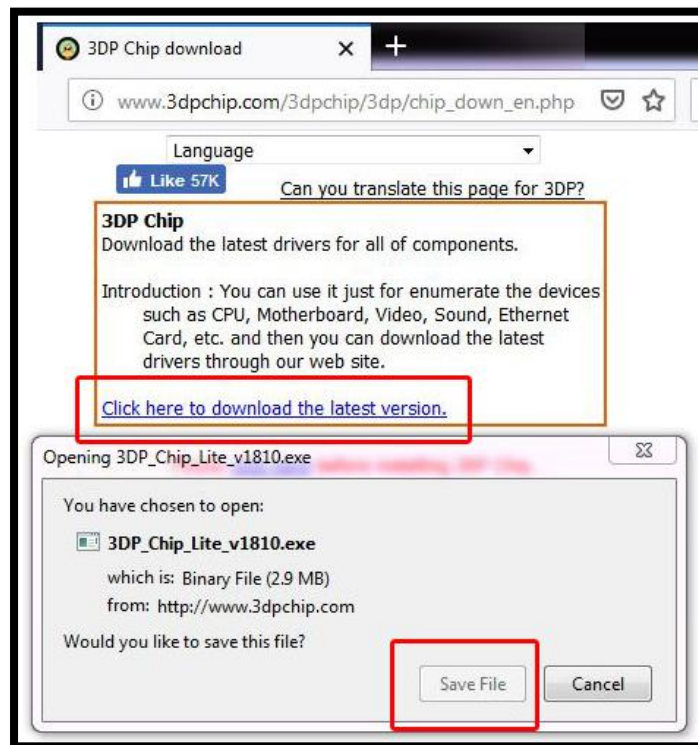 3DP Chip download
www.3dpchip.com/3dpchip/3dp/chip_down_en.php
Language
Like 57K
Can you translate this page for 3DP?
3DP Chip
Download the latest drivers for all of components.
Introduction : You can use it just for enumerate the devices
such as CPU, Motherboard, Video, Sound, Ethernet
Card, etc. and then you can download the latest
drivers through our web site.
Click here to download the latest version.
Opening 3DP_Chip_Lite_v1810.exe
You have chosen to open:
3DP_Chip_Lite_v1810.exe
which is: Binary File (2.9 MB)
from: http://www.3dpchip.com
Would you like to save this file?
Save File
Cancel